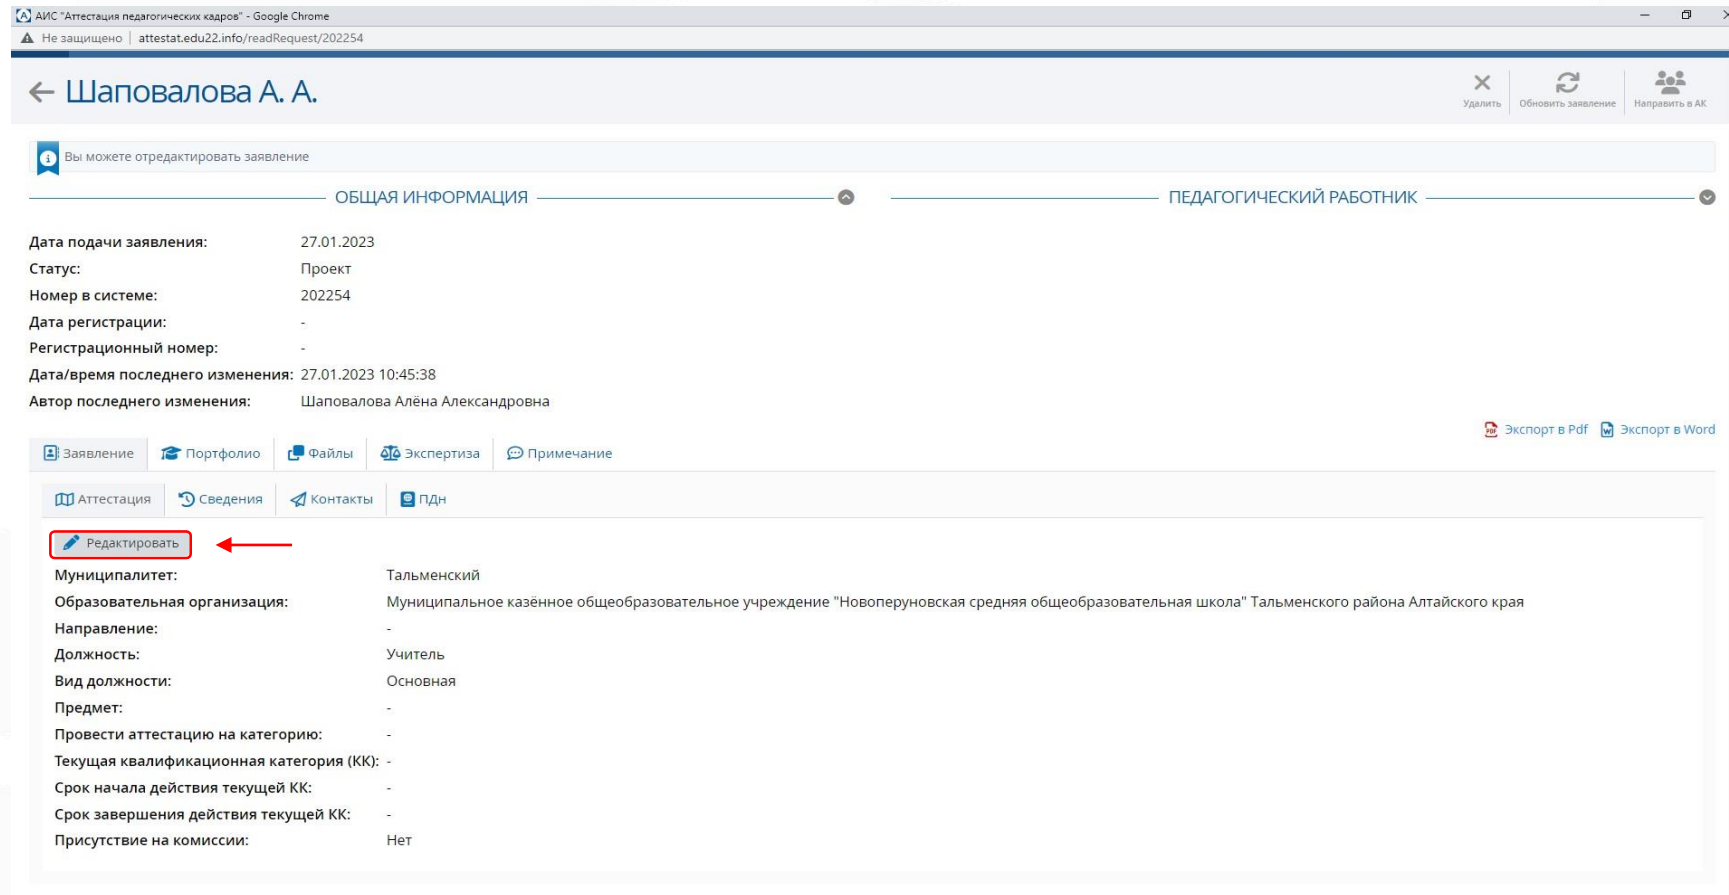 АИС "Аттестация педагогических кадров" - Google Chrome
Не защищено | attestat.edu22.info/readRequest/202254
Шаповалова А. А.
Удалить Обновить заявление Направить в АК
Вы можете отредактировать заявление
ОБЩАЯ ИНФОРМАЦИЯ ПЕДАГОГИЧЕСКИЙ РАБОТНИК
Дата подачи заявления: 27.01.2023
Статус: Проект
Номер в системе: 202254
Дата регистрации: -
Регистрационный номер: -
Дата/время последнего изменения: 27.01.2023 10:45:38
Автор последнего изменения: Шаповалова Алёна Александровна
Экспорт в Pdf Экспорт в Word
Заявление Портфолио Файлы Экспертиза Примечание
Аттестация Сведения Контакты ПДн
Редактировать
Муниципалитет: Тальменский
Образовательная организация: Муниципальное казённое общеобразовательное учреждение "Новоперуновская средняя общеобразовательная школа" Тальменского района Алтайского края
Направление: -
Должность: Учитель
Вид должности: Основная
Предмет: -
Провести аттестацию на категорию: -
Текущая квалификационная категория (КК): -
Срок начала действия текущей КК: -
Срок завершения действия текущей КК: -
Присутствие на комиссии: Нет